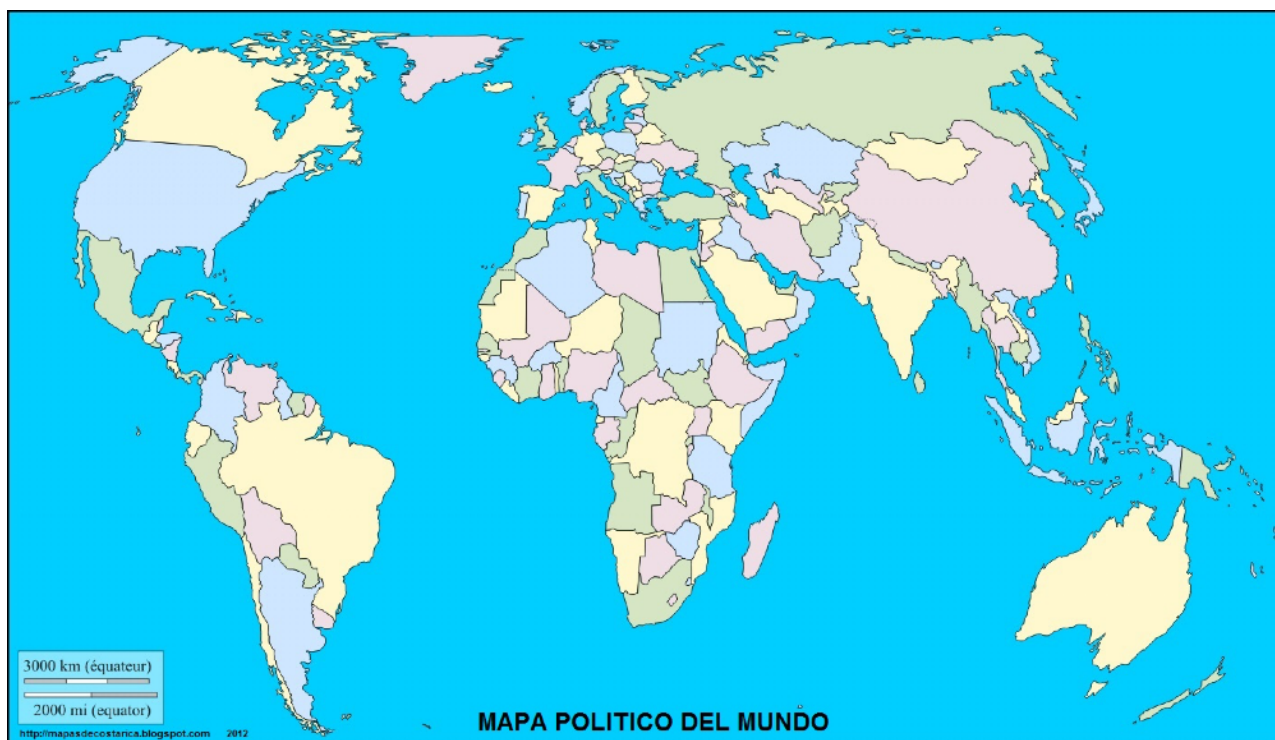 3000 km (équateur)
2000 mi (equator)
MAPA POLITICO DEL MUNDO
http://mapasdecostarica.blogspot.com 2012